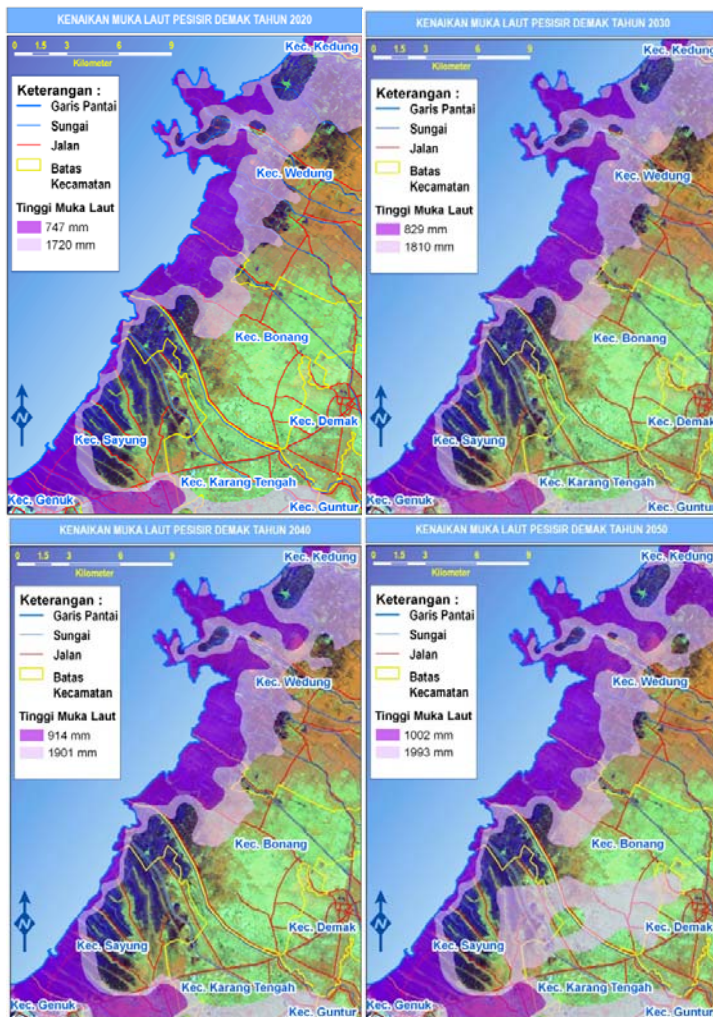 KENAIKAN MUKA LAUT PESISIR DEMAK TAHUN 2020
0 1.5 3 6 9
Kilometer
Kec. Kedung
Keterangan :
Garis Pantai
Sungai
Jalan
Batas
Kecamatan
Tinggi Muka Laut
747 mm
1720 mm
Kec. Wedung
Kec. Bonang
Kec. Demak
Kec. Sayung
Kec. Karang Tengah
Kec. Genuk
Kec. Guntur
N
KENAIKAN MUKA LAUT PESISIR DEMAK TAHUN 2030
0 1.5 3 6 9
Kilometer
Kec. Kedung
Keterangan :
Garis Pantai
Sungai
Jalan
Batas
Kecamatan
Tinggi Muka Laut
829 mm
1810 mm
Kec. Wedung
Kec. Bonang
Kec. Demak
Kec. Sayung
Kec. Karang Tengah
Kec. Genuk
Kec. Guntur
N
KENAIKAN MUKA LAUT PESISIR DEMAK TAHUN 2040
0 1.5 3 6 9
Kilometer
Kec. Kedung
Keterangan :
Garis Pantai
Sungai
Jalan
Batas
Kecamatan
Tinggi Muka Laut
914 mm
1901 mm
Kec. Wedung
Kec. Bonang
Kec. Demak
Kec. Sayung
Kec. Karang Tengah
Kec. Genuk
Kec. Guntur
N
KENAIKAN MUKA LAUT PESISIR DEMAK TAHUN 2050
0 1.5 3 6 9
Kilometer
Kec. Kedung
Keterangan :
Garis Pantai
Sungai
Jalan
Batas
Kecamatan
Tinggi Muka Laut
1002 mm
1993 mm
Kec. Wedung
Kec. Bonang
Kec. Demak
Kec. Sayung
Kec. Karang Tengah
Kec. Genuk
Kec. Guntur
N